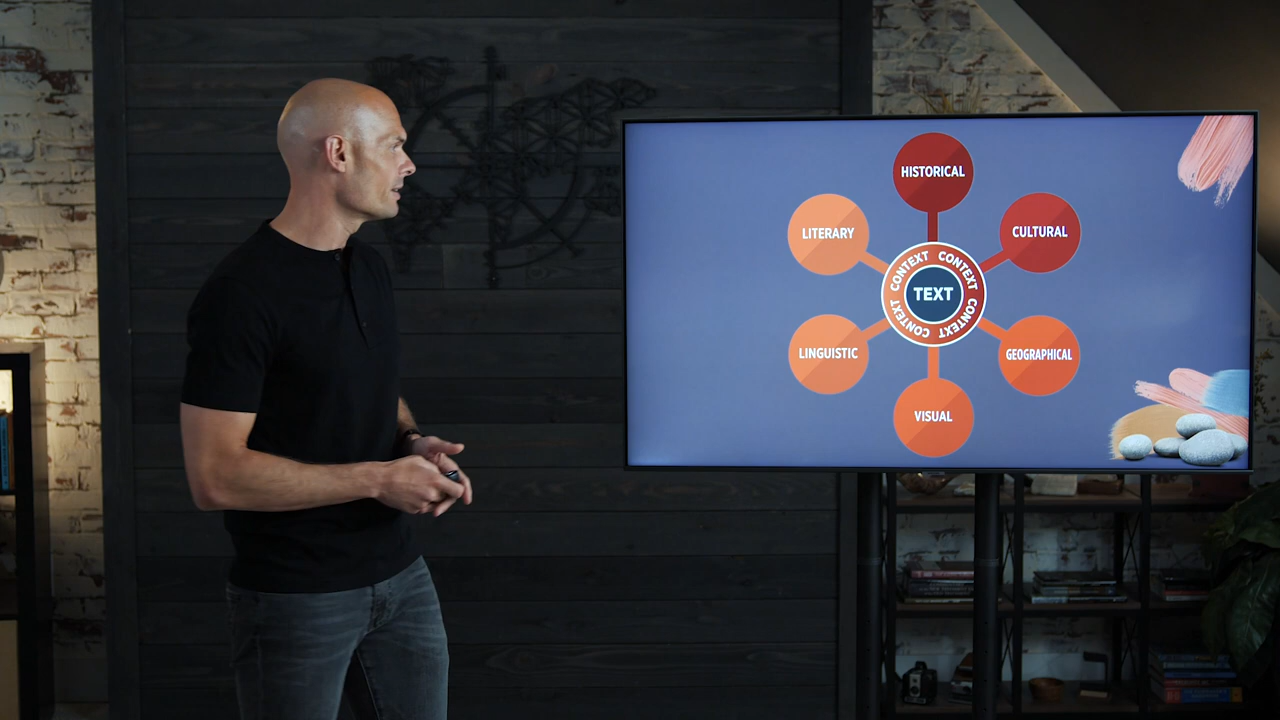 HISTORICAL
LITERARY
CULTURAL
CONTEXT CONTEXT CONTEXT CONTEXT
TEXT
LINGUISTIC
GEOGRAPHICAL
VISUAL